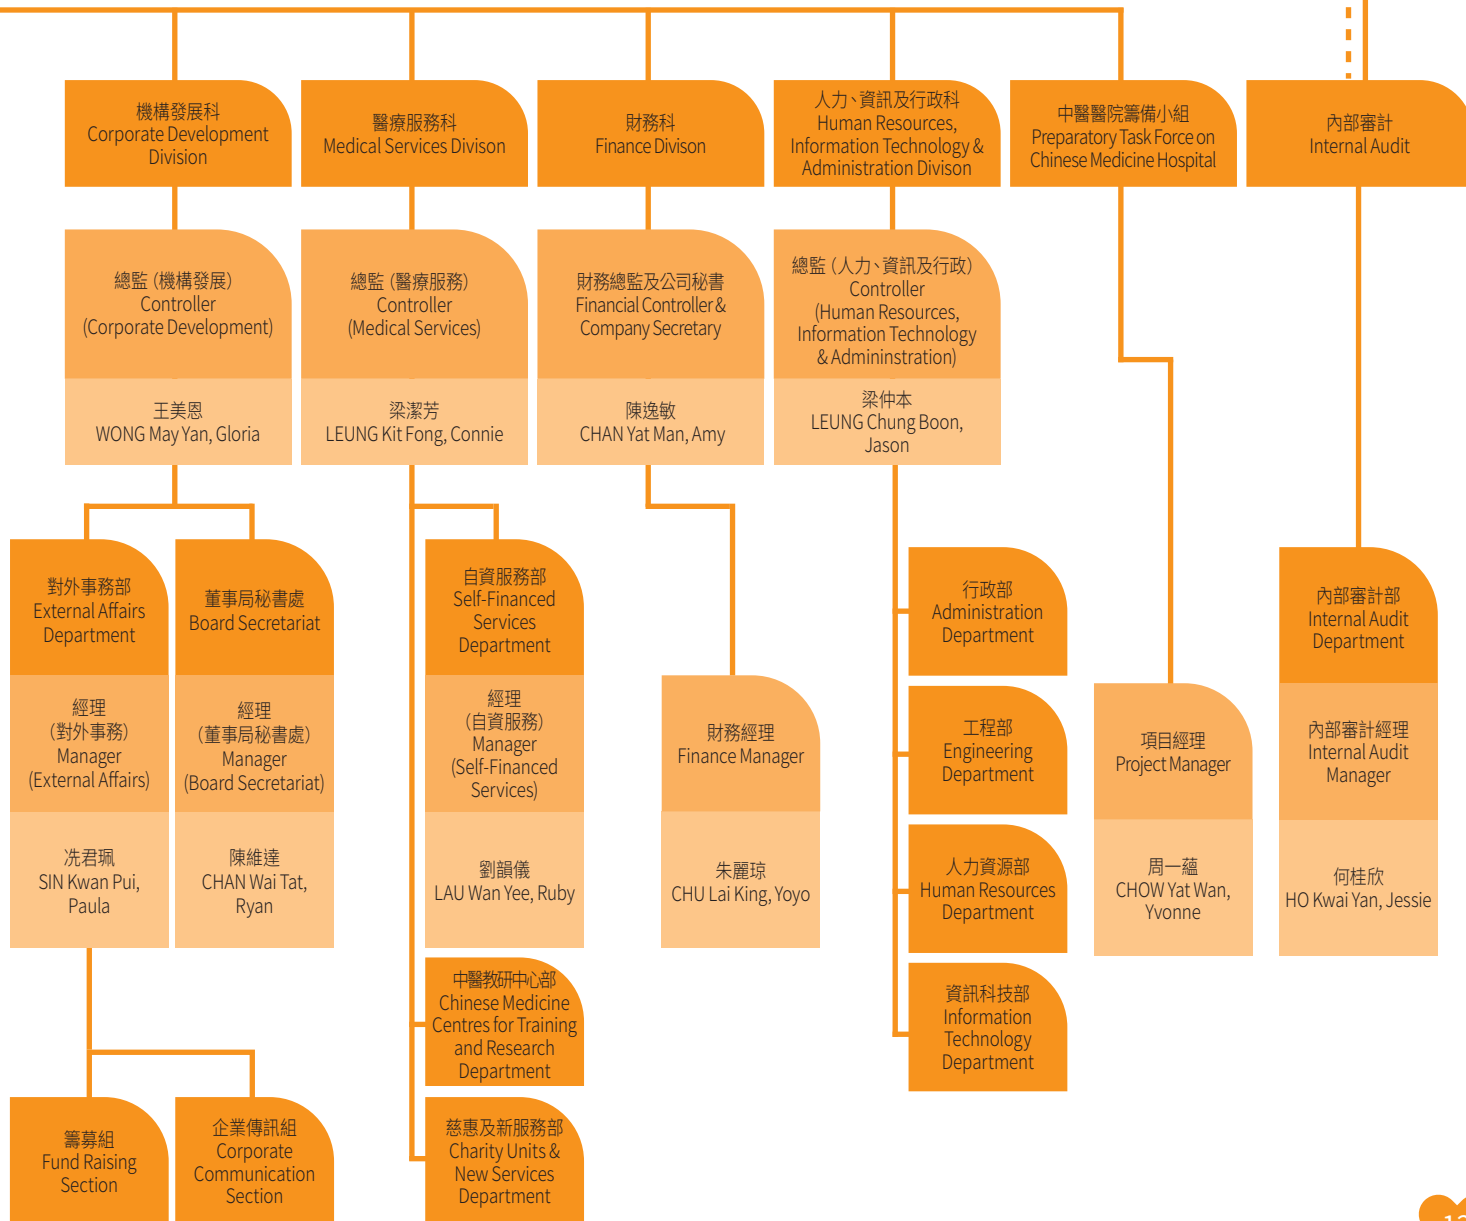 機構發展科
Corporate Development
Division
醫療服務科
Medical Services Divison
財務科
Finance Divison
人力、資訊及行政科
Human Resources,
Information Technology &
Administration Divison
中醫醫院籌備小組
Preparatory Task Force on
Chinese Medicine Hospital
內部審計
Internal Audit
總監（機構發展）
Controller
(Corporate Development)
王美恩
WONG May Yan, Gloria
總監（醫療服務）
Controller
(Medical Services)
梁潔芳
LEUNG Kit Fong, Connie
財務總監及公司秘書
Financial Controller &
Company Secretary
陳逸敏
CHAN Yat Man, Amy
總監（人力、資訊及行政）
Controller
(Human Resources,
Information Technology
& Admininstration)
梁仲本
LEUNG Chung Boon,
Jason
對外事務部
External Affairs
Department
經理
（對外事務）
Manager
(External Affairs)
冼君珮
SIN Kwan Pui,
Paula
董事局秘書處
Board Secretariat
經理
（董事局秘書處）
Manager
(Board Secretariat)
陳維達
CHAN Wai Tat,
Ryan
自資服務部
Self-Financed
Services
Department
經理
（自資服務）
Manager
(Self-Financed
Services)
劉韻儀
LAU Wan Yee, Ruby
財務經理
Finance Manager
朱麗琼
CHU Lai King, Yoyo
行政部
Administration
Department
工程部
Engineering
Department
人力資源部
Human Resources
Department
資訊科技部
Information
Technology
Department
項目經理
Project Manager
周一蘊
CHOW Yat Wan,
Yvonne
內部審計部
Internal Audit
Department
內部審計經理
Internal Audit
Manager
何桂欣
HO Kwai Yan, Jessie
中醫教研中心部
Chinese Medicine
Centres for Training
and Research
Department
籌募組
Fund Raising
Section
企業傳訊組
Corporate
Communication
Section
慈惠及新服務部
Charity Units &
New Services
Department